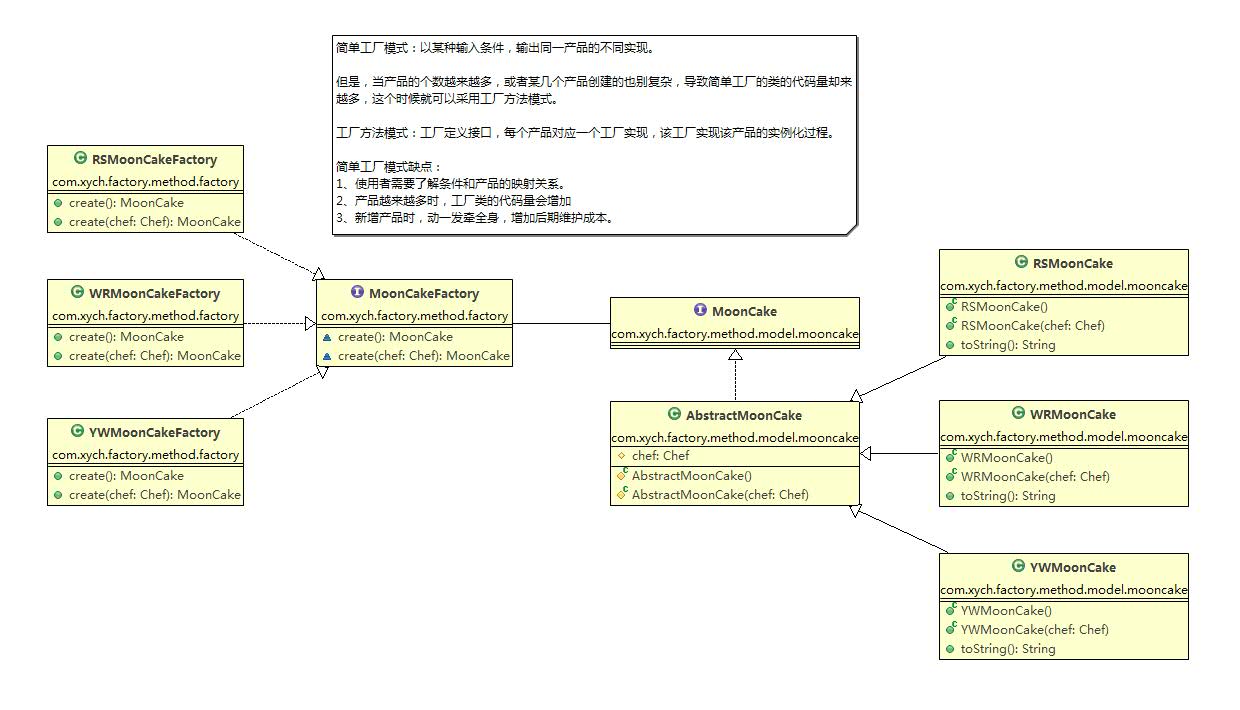 简单工厂模式：以某种输入条件，输出同一产品的不同实现。
但是，当产品的个数越来越多，或者某几个产品创建的也别复杂，导致简单工厂的类的代码量却来
越多，这个时候就可以采用工厂方法模式。
工厂方法模式：工厂定义接口，每个产品对应一个工厂实现，该工厂实现该产品的实例化过程。
简单工厂模式缺点：
1、使用者需要了解条件和产品的映射关系。
2、产品越来越多时，工厂类的代码量会增加
3、新增产品时，动一发牵全身，增加后期维护成本。
RSMoonCakeFactory
com.xych.factory.method.factory
create(): MoonCake
create(chef: Chef): MoonCake
WRMoonCakeFactory
com.xych.factory.method.factory
create(): MoonCake
create(chef: Chef): MoonCake
YWMoonCakeFactory
com.xych.factory.method.factory
create(): MoonCake
create(chef: Chef): MoonCake
MoonCakeFactory
com.xych.factory.method.factory
create(): MoonCake
create(chef: Chef): MoonCake
MoonCake
com.xych.factory.method.model.mooncake
AbstractMoonCake
com.xych.factory.method.model.mooncake
chef: Chef
AbstractMoonCake()
AbstractMoonCake(chef: Chef)
RSMoonCake
com.xych.factory.method.model.mooncake
RSMoonCake()
RSMoonCake(chef: Chef)
toString(): String
WRMoonCake
com.xych.factory.method.model.mooncake
WRMoonCake()
WRMoonCake(chef: Chef)
toString(): String
YWMoonCake
com.xych.factory.method.model.mooncake
YWMoonCake()
YWMoonCake(chef: Chef)
toString(): String